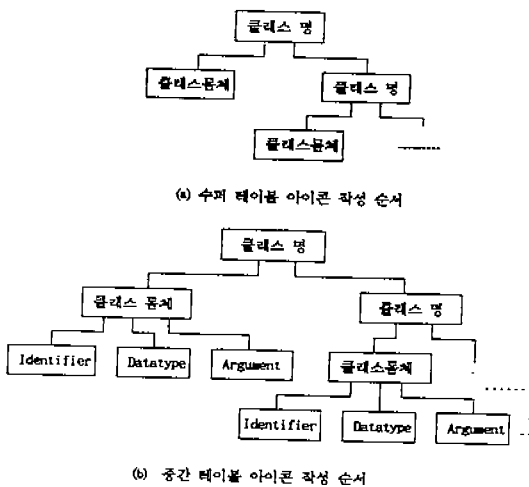 클래스 명
클래스몸체
클래스 명
클래스몸체
(a) 수퍼 테이블 아이콘 작성 순서
클래스 명
클래스 몸체
클래스 명
Identifier
Datatype
Argument
클래스몸체
Identifier
Datatype
Argument
(b) 중간 테이블 아이콘 작성 순서